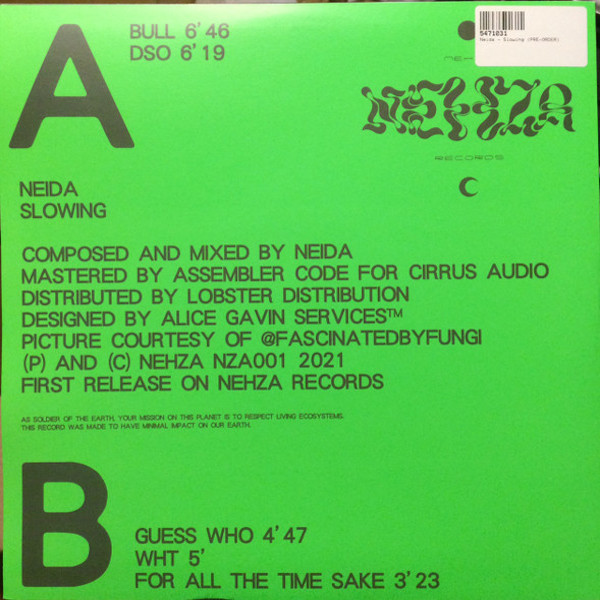 A
BULL 6'46
DSO 6'19
5471031
Neida - Slowing (PRE-ORDER)
NEHZA
RECORDS
NEIDA
SLOWING
COMPOSED AND MIXED BY NEIDA
MASTERED BY ASSEMBLER CODE FOR CIRRUS AUDIO
DISTRIBUTED BY LOBSTER DISTRIBUTION
DESIGNED BY ALICE GAVIN SERVICES™
PICTURE COURTESY OF @FASCINATEDBYFUNGI
(P) AND (C) NEHZA NZA001 2021
FIRST RELEASE ON NEHZA RECORDS
AS SOLDIER OF THE EARTH, YOUR MISSION ON THIS PLANET IS TO RESPECT LIVING ECOSYSTEMS.
THIS RECORD WAS MADE TO HAVE MINIMAL IMPACT ON OUR EARTH.
B
GUESS WHO 4'47
WHT 5'
FOR ALL THE TIME SAKE 3'23